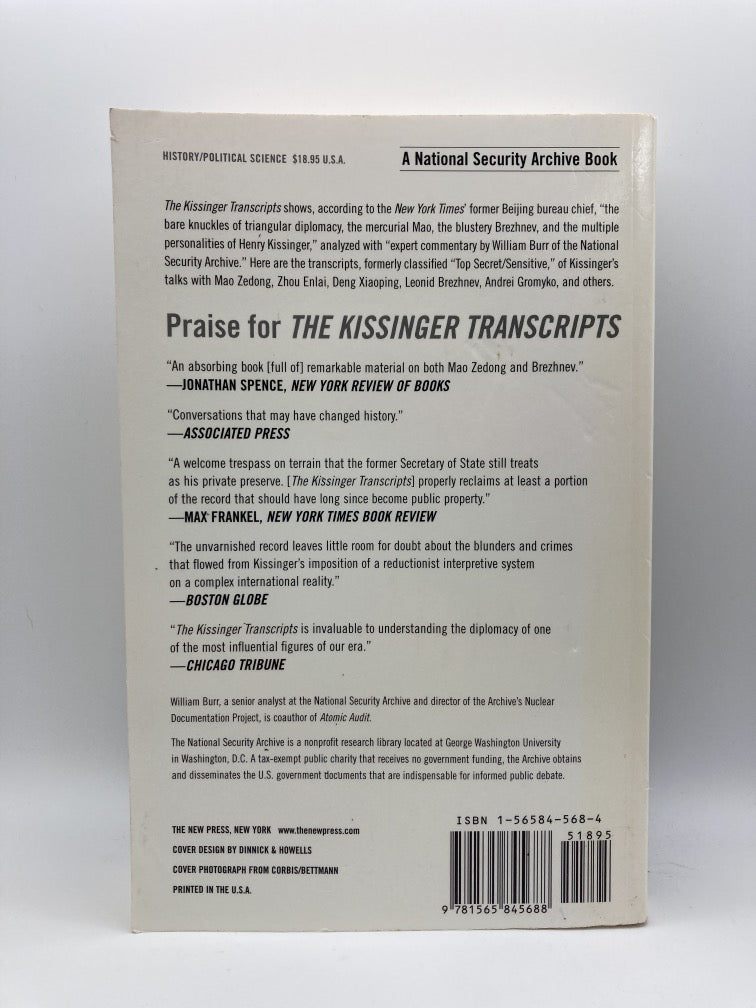 HISTORY/POLITICAL SCIENCE $18.95 U.S.A.
A National Security Archive Book
The Kissinger Transcripts shows, according to the New York Times' former Beijing bureau chief, “the
bare knuckles of triangular diplomacy, the mercurial Mao, the blustery Brezhnev, and the multiple
personalities of Henry Kissinger,” analyzed with “expert commentary by William Burr of the National
Security Archive.” Here are the transcripts, formerly classified “Top Secret/Sensitive,” of Kissinger's
talks with Mao Zedong, Zhou Enlai, Deng Xiaoping, Leonid Brezhnev, Andrei Gromyko, and others.
Praise for THE KISSINGER TRANSCRIPTS
“An absorbing book [full of] remarkable material on both Mao Zedong and Brezhnev.”
—JONATHAN SPENCE, NEW YORK REVIEW OF BOOKS
“Conversations that may have changed history.”
—ASSOCIATED PRESS
“A welcome trespass on terrain that the former Secretary of State still treats
as his private preserve. [The Kissinger Transcripts] properly reclaims at least a portion
of the record that should have long since become public property.”
—MAX FRANKEL, NEW YORK TIMES BOOK REVIEW
“The unvarnished record leaves little room for doubt about the blunders and crimes
that flowed from Kissinger's imposition of a reductionist interpretive system
on a complex international reality.”
—BOSTON GLOBE
“The Kissinger Transcripts is invaluable to understanding the diplomacy of one
of the most influential figures of our era.”
—CHICAGO TRIBUNE
William Burr, a senior analyst at the National Security Archive and director of the Archive's Nuclear
Documentation Project, is coauthor of Atomic Audit.
The National Security Archive is a nonprofit research library located at George Washington University
in Washington, D.C. A tax-exempt public charity that receives no government funding, the Archive obtains
and disseminates the U.S. government documents that are indispensable for informed public debate.
THE NEW PRESS, NEW YORK www.thenewpress.com
COVER DESIGN BY DINNICK & HOWELLS
COVER PHOTOGRAPH FROM CORBIS/BETTMANN
PRINTED IN THE U.S.A.
ISBN 1-56584-568-4
51895
9 781565 845688